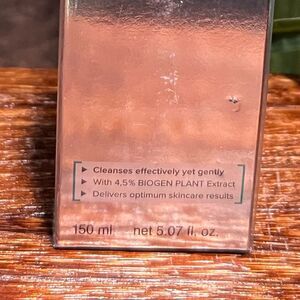 ▶ Cleanses effectively yet gently
▶ With 4,5% BIOGEN PLANT Extract
▶ Delivers optimum skincare results
150 ml net 5.07 fl. oz.